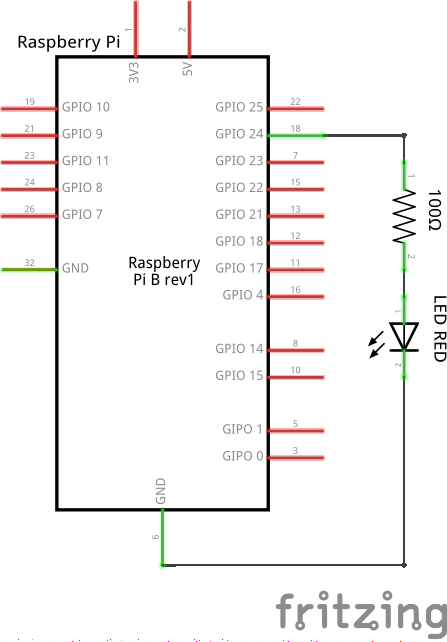 1
2
Raspberry Pi
3V3
5V
19
GPIO 10
GPIO 25
22
21
GPIO 9
GPIO 24
18
23
GPIO 11
GPIO 23
7
1
24
GPIO 8
GPIO 22
15
100Ω
26
GPIO 7
GPIO 21
13
GPIO 18
12
2
32
GND
Raspberry
Pi B rev1
GPIO 17
11
GPIO 4
16
1
LED RED
GPIO 14
8
2
GPIO 15
10
GIPO 1
5
GIPO 0
3
GND
6
fritzing